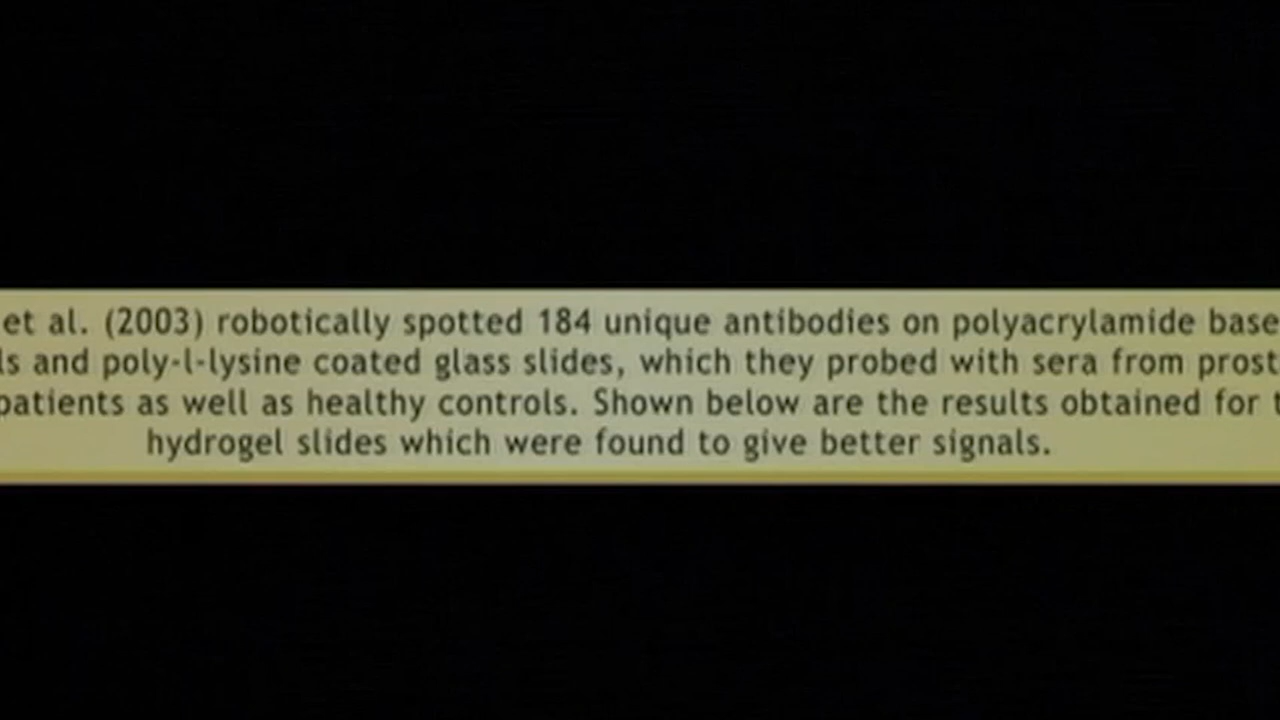 et al. (2003) robotically spotted 184 unique antibodies on polyacrylamide base
ls and poly-l-lysine coated glass slides, which they probed with sera from prost
patients as well as healthy controls. Shown below are the results obtained for t
hydrogel slides which were found to give better signals.